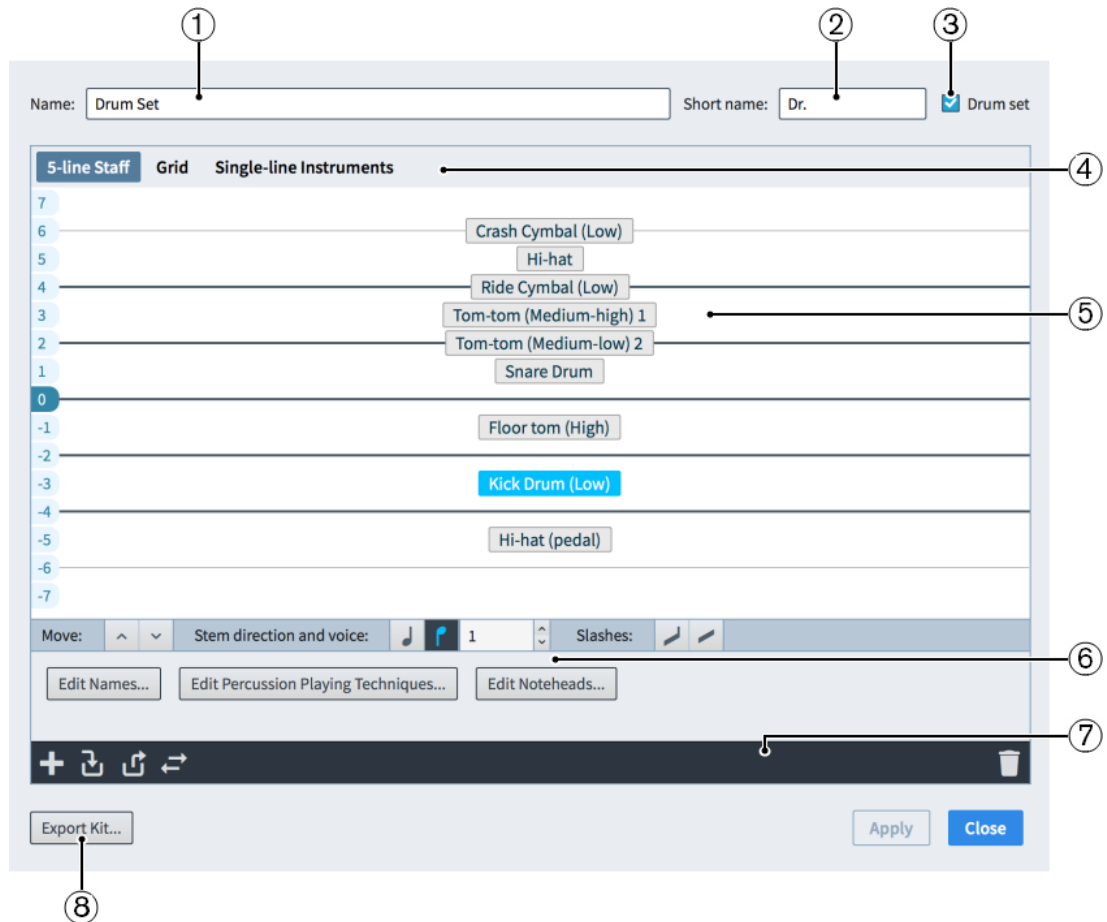 ① ② ③
Name: Drum Set Short name: Dr. Drum set
5-line Staff Grid Single-line Instruments ④
7
6 Crash Cymbal (Low)
5 Hi-hat
4 Ride Cymbal (Low)
3 Tom-tom (Medium-high) 1 ⑤
2 Tom-tom (Medium-low) 2
1 Snare Drum
0
-1 Floor tom (High)
-2
-3 Kick Drum (Low)
-4
-5 Hi-hat (pedal)
-6
-7
Move: Stem direction and voice: 1 Slashes:
⑥
Edit Names... Edit Percussion Playing Techniques... Edit Noteheads...
⑦
Export Kit... Apply Close
⑧